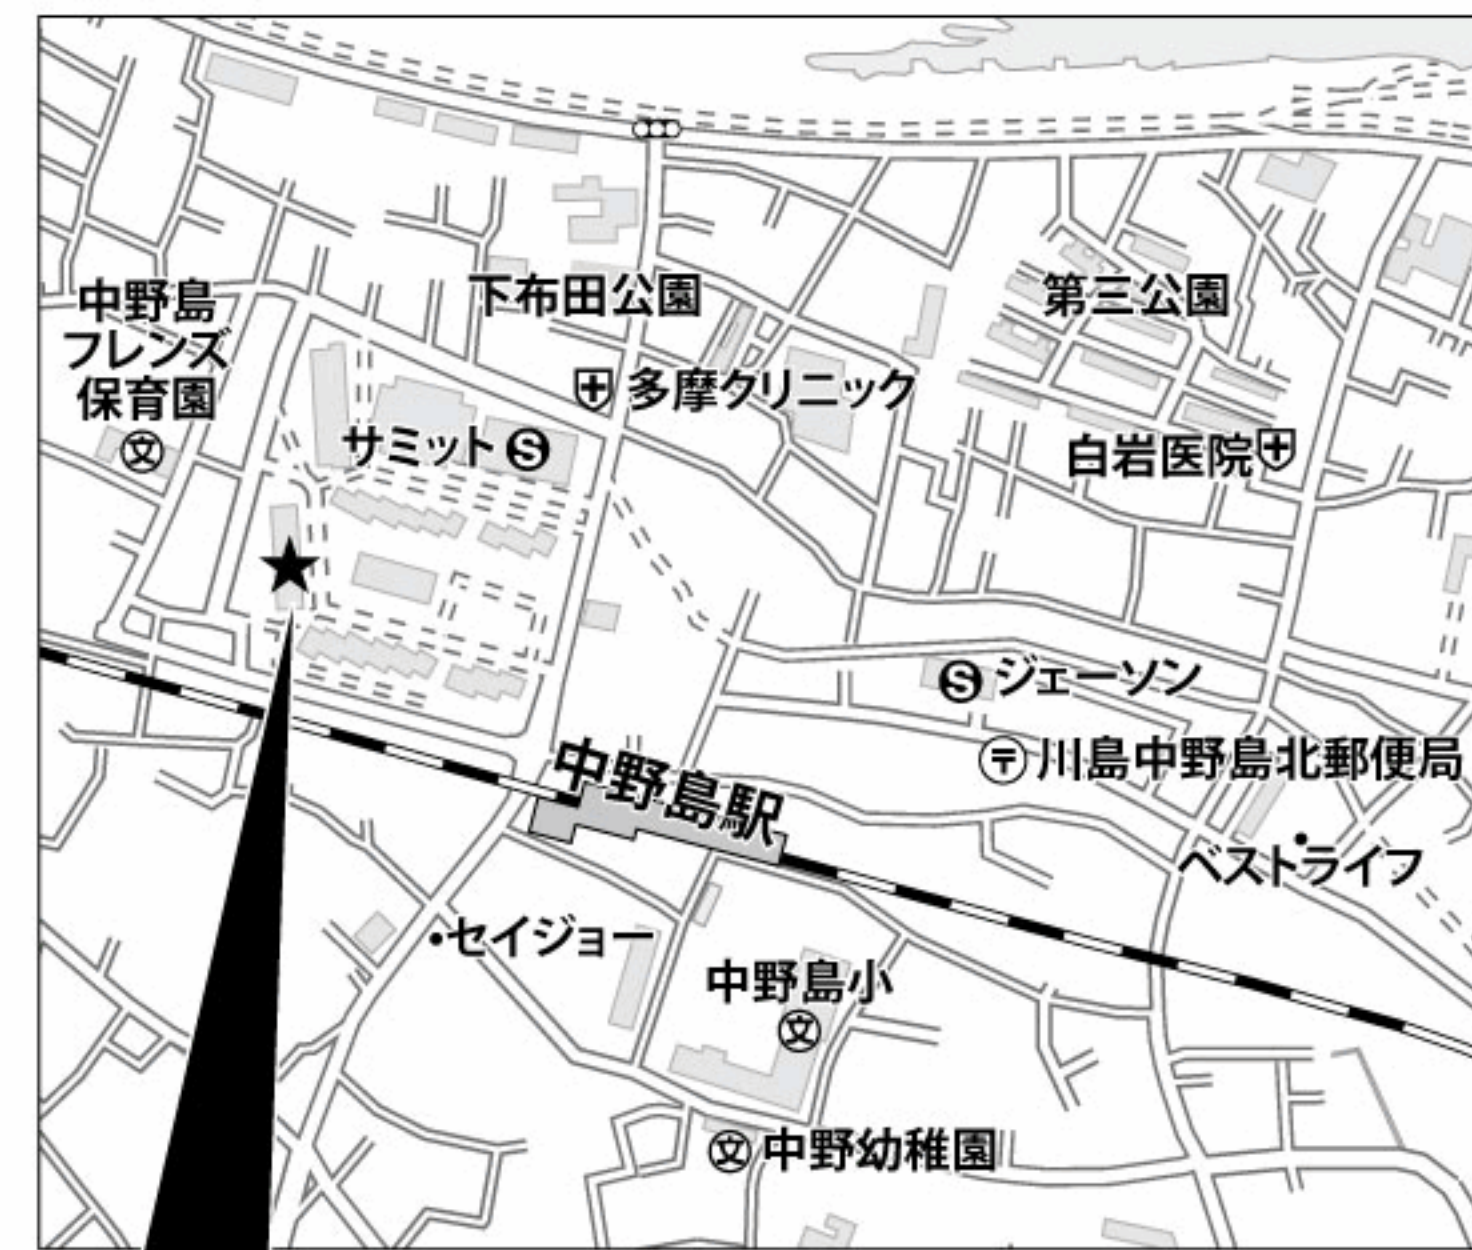 中野島
フレンズ
保育園
文
下布田公園
第三公園
多摩クリニック
サミット S
白岩医院
S ジェーソン
〒 川島中野島北郵便局
中野島駅
ベストライフ
セイジョー
中野島小
文
文 中野幼稚園